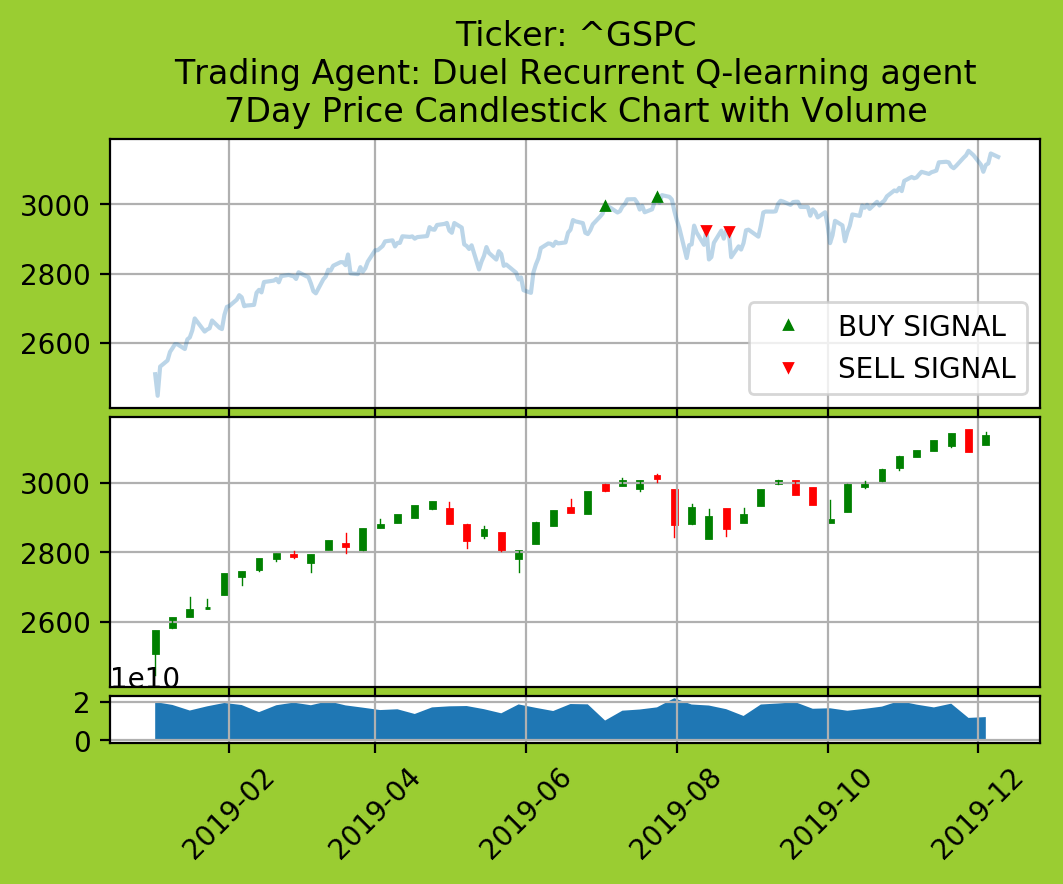 Ticker: ^GSPC
Trading Agent: Duel Recurrent Q-learning agent
7Day Price Candlestick Chart with Volume
3000
2800
2600
BUY SIGNAL
SELL SIGNAL
3000
2800
2600
1e10
2
0
2019-02
2019-04
2019-06
2019-08
2019-10
2019-12